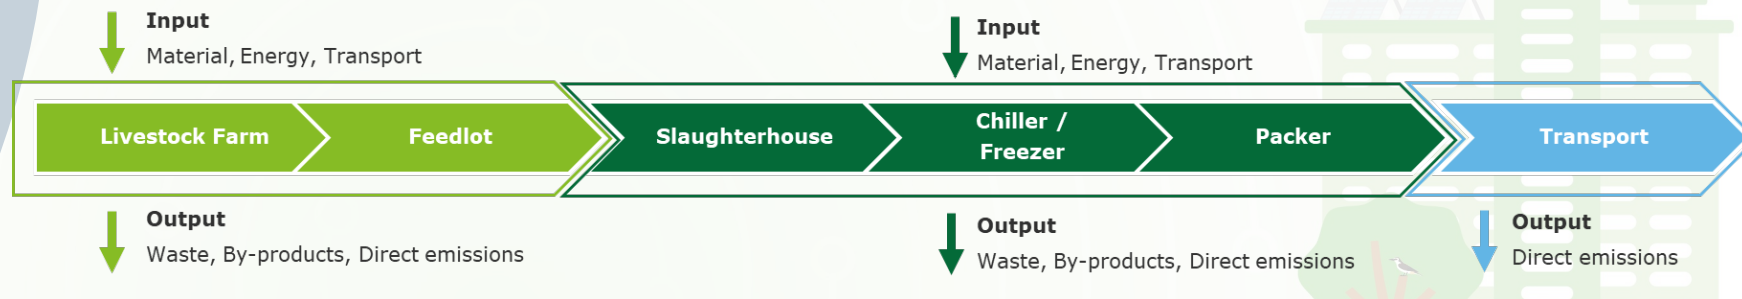 Input
Material, Energy, Transport
Input
Material, Energy, Transport
Livestock Farm
Feedlot
Slaughterhouse
Chiller /
Freezer
Packer
Transport
Output
Waste, By-products, Direct emissions
Output
Waste, By-products, Direct emissions
Output
Direct emissions